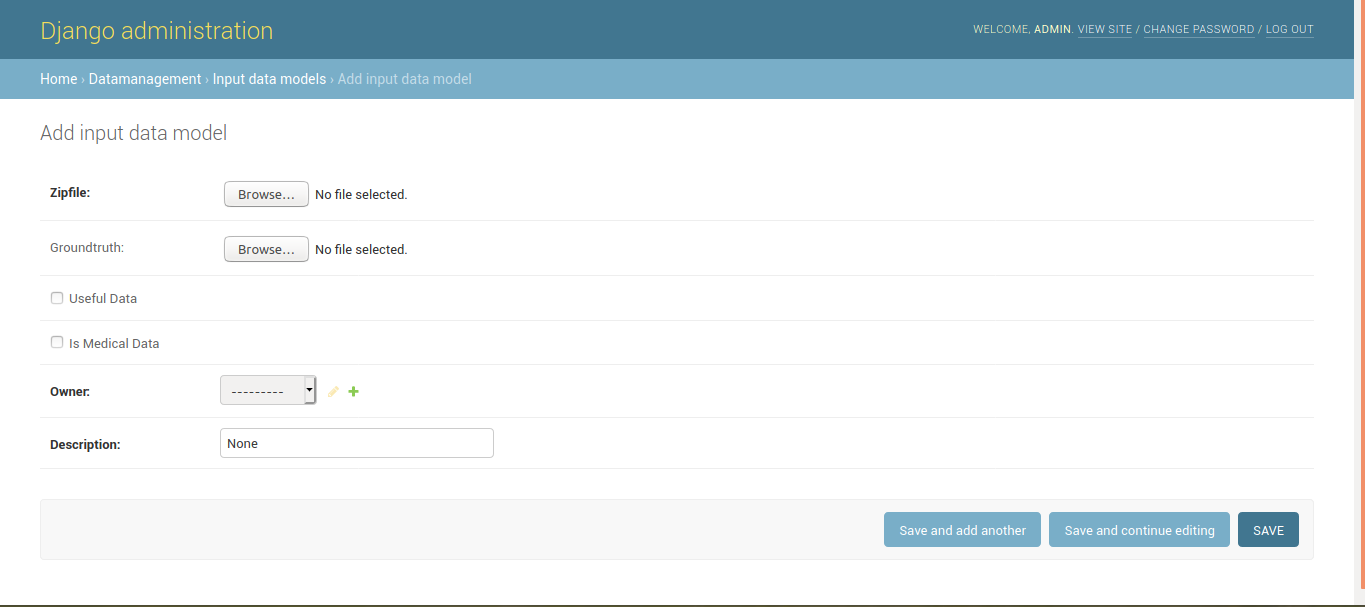 Django administration
WELCOME, ADMIN. VIEW SITE / CHANGE PASSWORD / LOG OUT
Home › Datamanagement › Input data models › Add input data model
Add input data model
Zipfile: Browse... No file selected.
Groundtruth: Browse... No file selected.
Useful Data
Is Medical Data
Owner: ---------
Description: None
Save and add another Save and continue editing SAVE